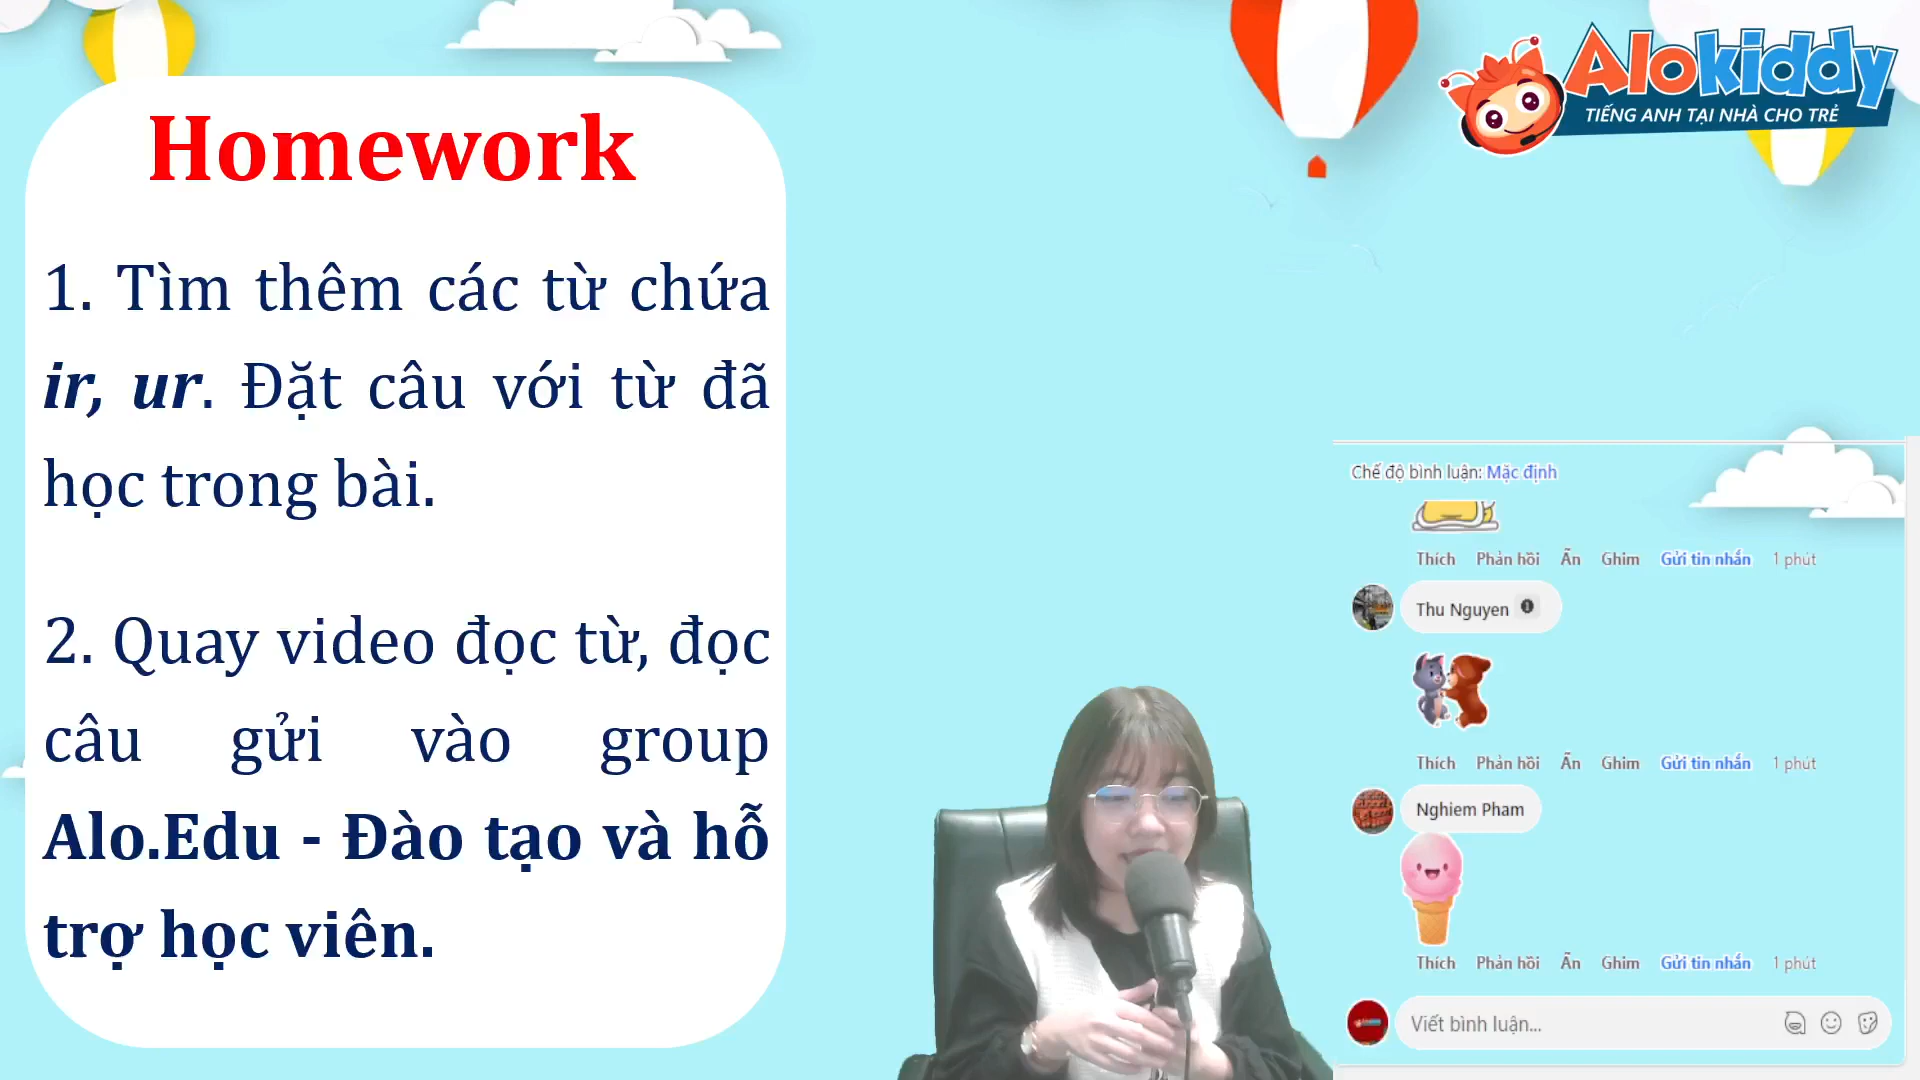 Homework
1. Tìm thêm các từ chứa
ir, ur. Đặt câu với từ đã
học trong bài.
2. Quay video đọc từ, đọc
câu gửi vào group
Alo.Edu - Đào tạo và hỗ
trợ học viên.
Alokiddy
TIẾNG ANH TẠI NHÀ CHO TRẺ
Chế độ bình luận: Mặc định
Thích Phản hồi Ẩn Ghim Gửi tin nhắn 1 phút
Thu Nguyen
Thích Phản hồi Ẩn Ghim Gửi tin nhắn 1 phút
Nghiem Pham
Thích Phản hồi Ẩn Ghim Gửi tin nhắn 1 phút
Viết bình luận...